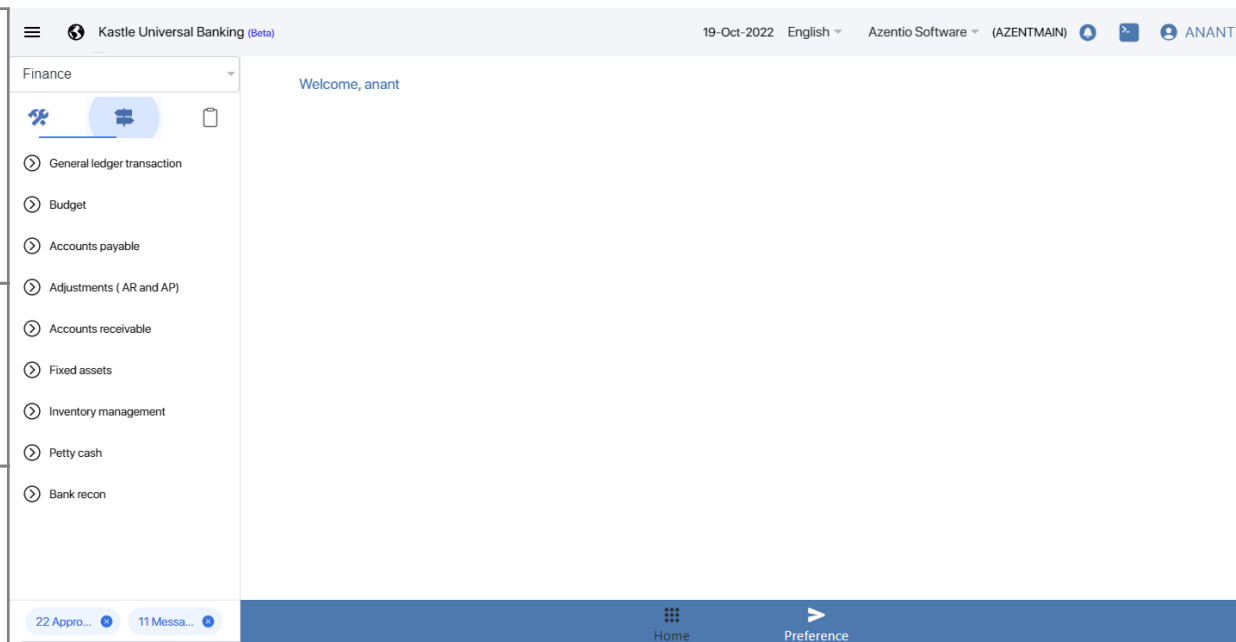 Kastle Universal Banking (Beta) 19-Oct-2022 English Azentio Software (AZENTMAIN) ANANT
Finance
Welcome, anant
General ledger transaction
Budget
Accounts payable
Adjustments ( AR and AP)
Accounts receivable
Fixed assets
Inventory management
Petty cash
Bank recon
22 Appro... 11 Messa...
Home Preference